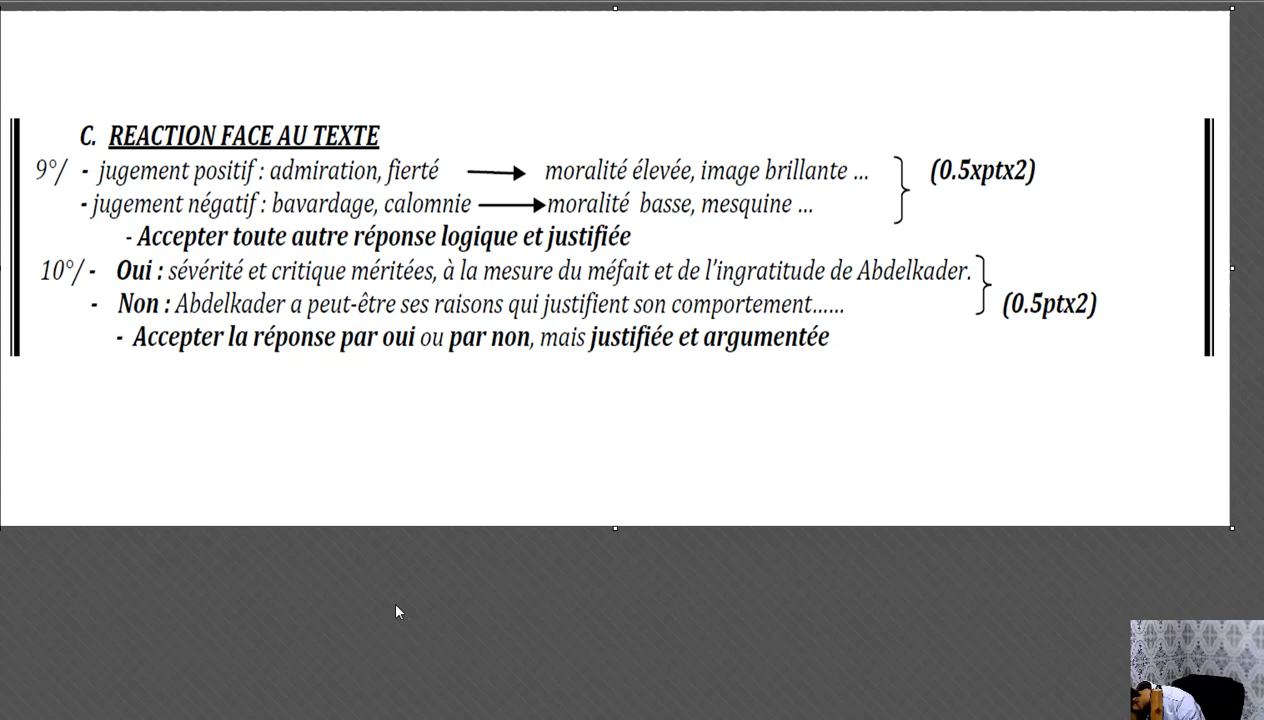 C. REACTION FACE AU TEXTE
9°/ - jugement positif : admiration, fierté → moralité élevée, image brillante ... (0.5xptx2)
- jugement négatif : bavardage, calomnie → moralité basse, mesquine ...
- Accepter toute autre réponse logique et justifiée
10°/ - Oui : sévérité et critique méritées, à la mesure du méfait et de l'ingratitude de Abdelkader.
- Non : Abdelkader a peut-être ses raisons qui justifient son comportement...... (0.5ptx2)
- Accepter la réponse par oui ou par non, mais justifiée et argumentée